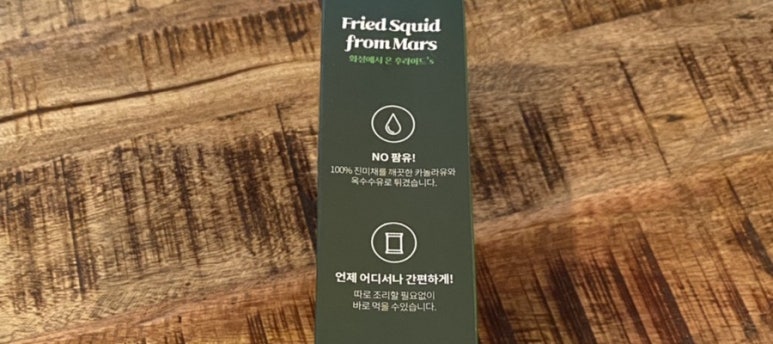 Fried Squid
from Mars
화성에서 온 후라이드's
NO 팜유!
100% 진미채를 깨끗한 카놀라유와
옥수수유로 튀겼습니다.
언제 어디서나 간편하게!
따로 조리할 필요없이
바로 먹을 수있습니다.